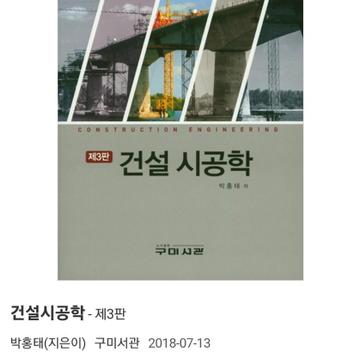 CONSTRUCTION ENGINEERING
제3판 건설 시공학
박홍태 저
구미서관
건설시공학 - 제3판
박홍태(지은이) 구미서관 2018-07-13